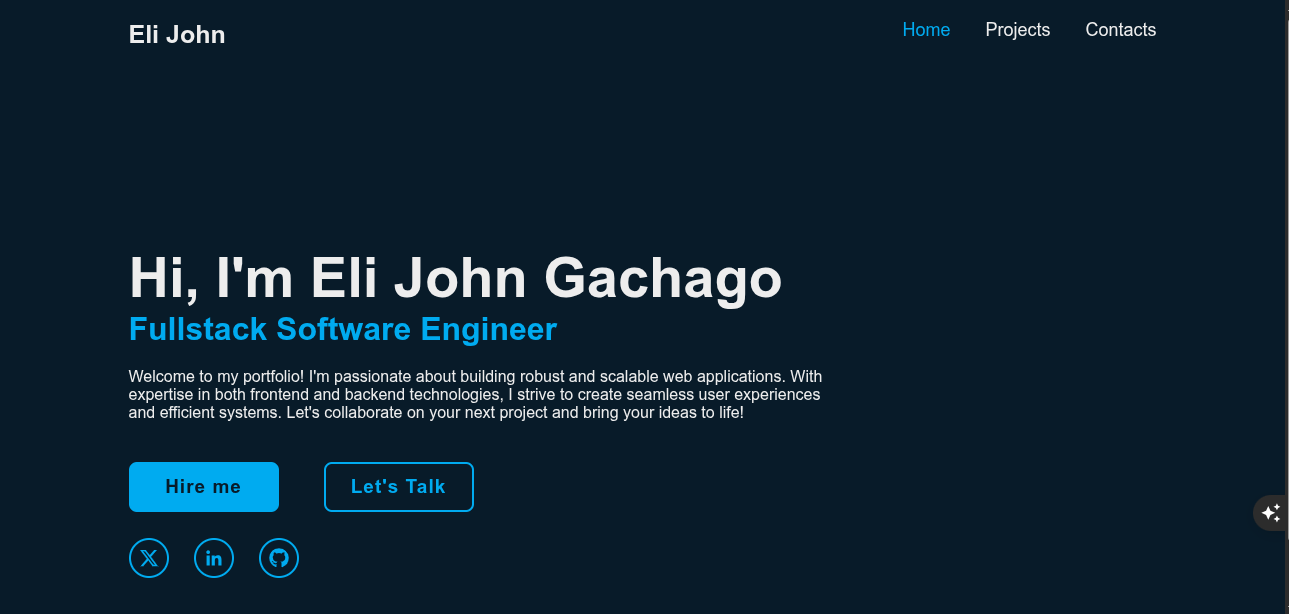 Eli John
Home Projects Contacts
Hi, I'm Eli John Gachago
Fullstack Software Engineer
Welcome to my portfolio! I'm passionate about building robust and scalable web applications. With
expertise in both frontend and backend technologies, I strive to create seamless user experiences
and efficient systems. Let's collaborate on your next project and bring your ideas to life!
Hire me
Let's Talk